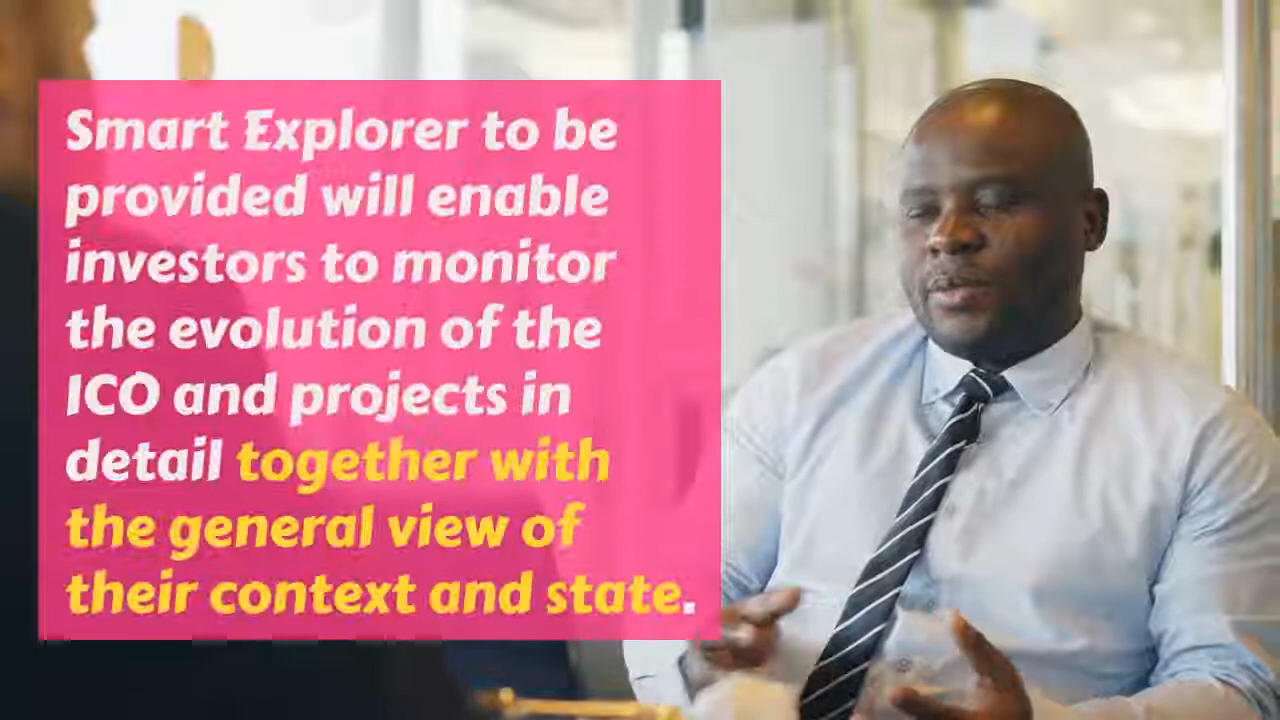 Smart Explorer to be
provided will enable
investors to monitor
the evolution of the
ICO and projects in
detail together with
the general view of
their context and state.